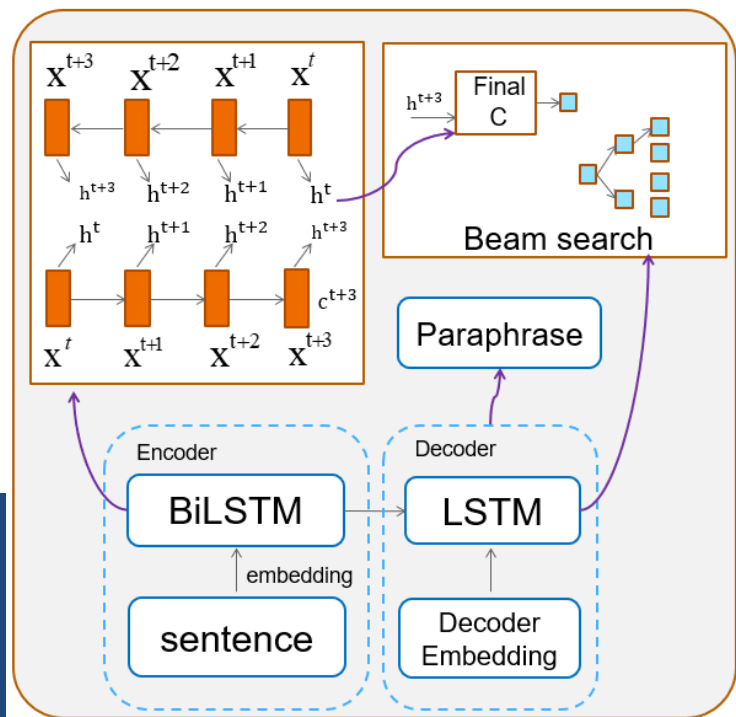 x^{t+3} x^{t+2} x^{t+1} x^t
h^{t+3} h^{t+2} h^{t+1} h^t
h^t h^{t+1} h^{t+2} h^{t+3}
c^{t+3}
x^t x^{t+1} x^{t+2} x^{t+3}
h^{t+3}
Final
C
Beam search
Paraphrase
Encoder
BiLSTM
embedding
sentence
Decoder
LSTM
Decoder
Embedding